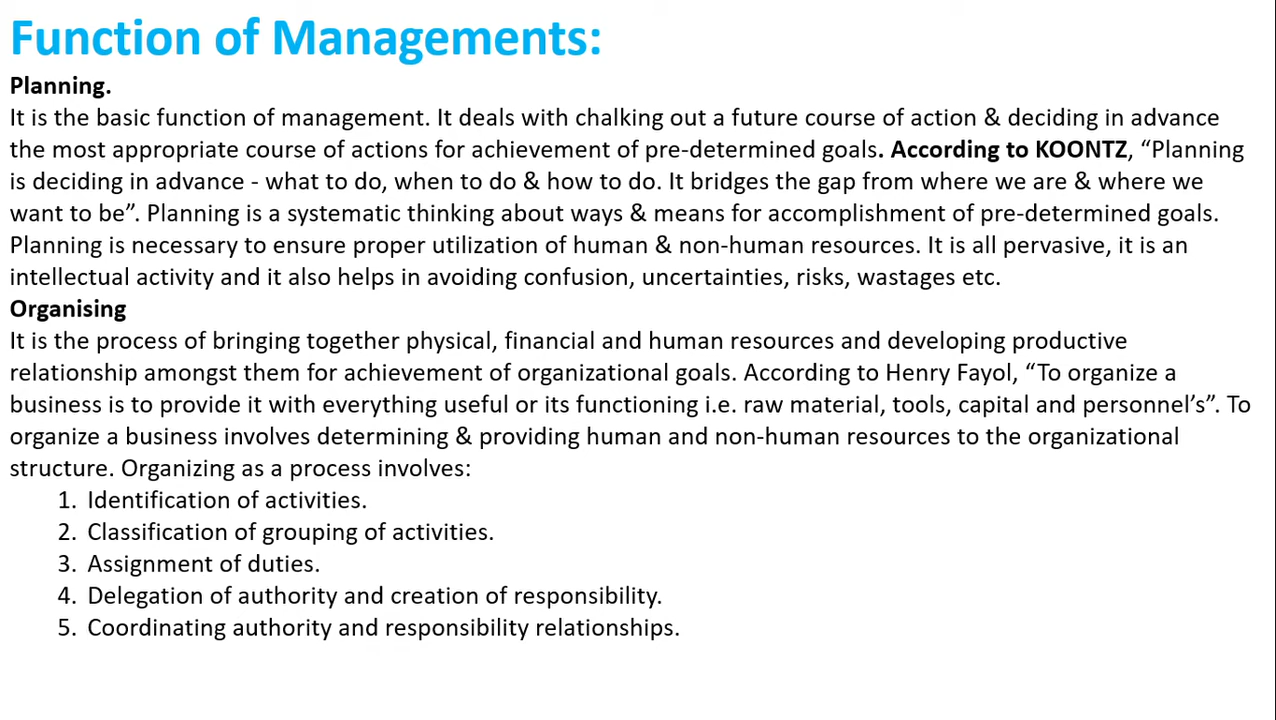 Function of Managements:
Planning.
It is the basic function of management. It deals with chalking out a future course of action & deciding in advance
the most appropriate course of actions for achievement of pre-determined goals. According to KOONTZ, “Planning
is deciding in advance - what to do, when to do & how to do. It bridges the gap from where we are & where we
want to be”. Planning is a systematic thinking about ways & means for accomplishment of pre-determined goals.
Planning is necessary to ensure proper utilization of human & non-human resources. It is all pervasive, it is an
intellectual activity and it also helps in avoiding confusion, uncertainties, risks, wastages etc.
Organising
It is the process of bringing together physical, financial and human resources and developing productive
relationship amongst them for achievement of organizational goals. According to Henry Fayol, “To organize a
business is to provide it with everything useful or its functioning i.e. raw material, tools, capital and personnel’s”. To
organize a business involves determining & providing human and non-human resources to the organizational
structure. Organizing as a process involves:
1. Identification of activities.
2. Classification of grouping of activities.
3. Assignment of duties.
4. Delegation of authority and creation of responsibility.
5. Coordinating authority and responsibility relationships.